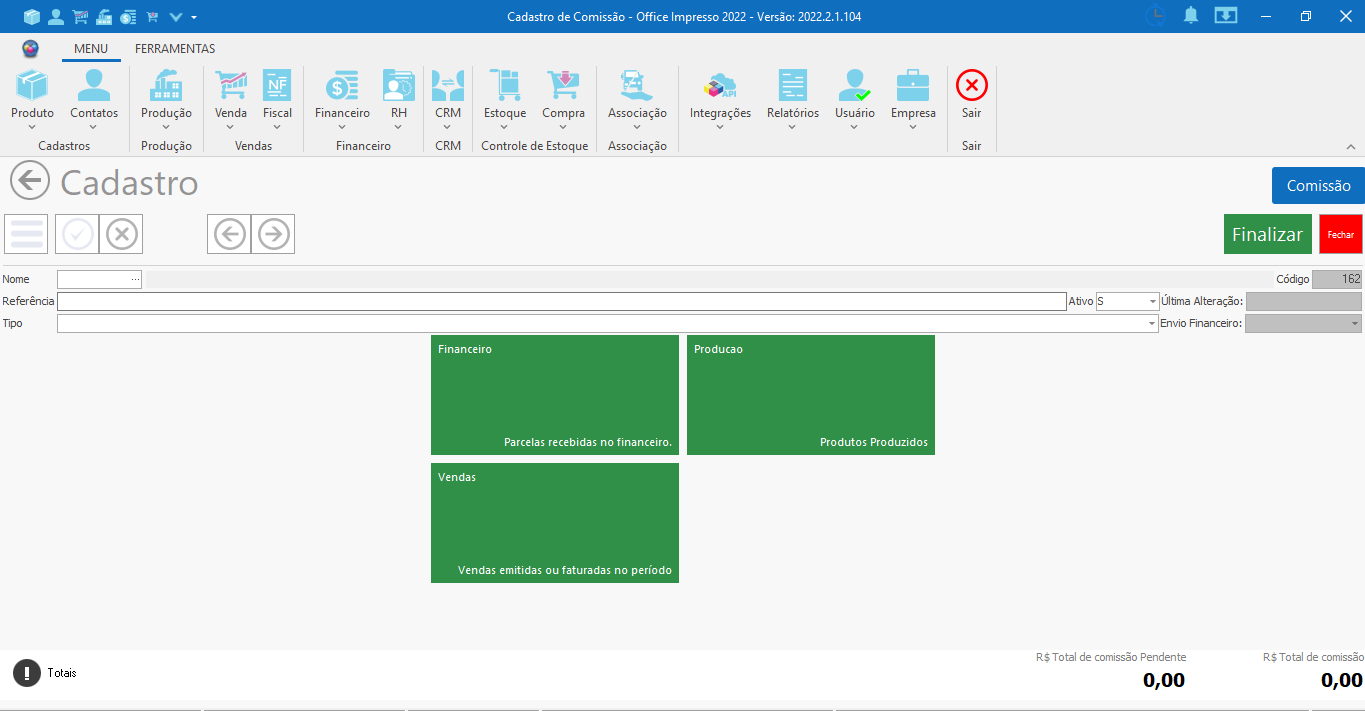 Cadastro de Comissão - Office Impresso 2022 - Versão: 2022.2.1.104
MENU FERRAMENTAS
Produto Contatos Produção Venda Fiscal Financeiro RH CRM Estoque Compra Associação Integrações Relatórios Usuário Empresa Sair
Cadastros Produção Vendas Financeiro CRM Controle de Estoque Associação Sair
Cadastro
Comissão
Finalizar Fechar
Nome ... Código 162
Referência Ativo S Última Alteração:
Tipo Envio Financeiro:
Financeiro Producao
Parcelas recebidas no financeiro. Produtos Produzidos
Vendas
Vendas emitidas ou faturadas no período
R$ Total de comissão Pendente R$ Total de comissão
Totais
0,00 0,00